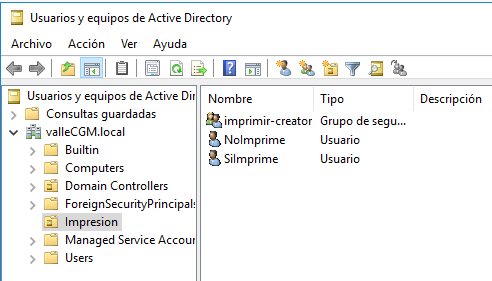 Usuarios y equipos de Active Directory
Archivo Acción Ver Ayuda
Usuarios y equipos de Active Dir
Consultas guardadas
valleCGM.local
Builtin
Computers
Domain Controllers
ForeignSecurityPrincipals
Impresion
Managed Service Accour
Users
Nombre Tipo Descripción
imprimir-creator Grupo de segu...
NoImprime Usuario
SiImprime Usuario